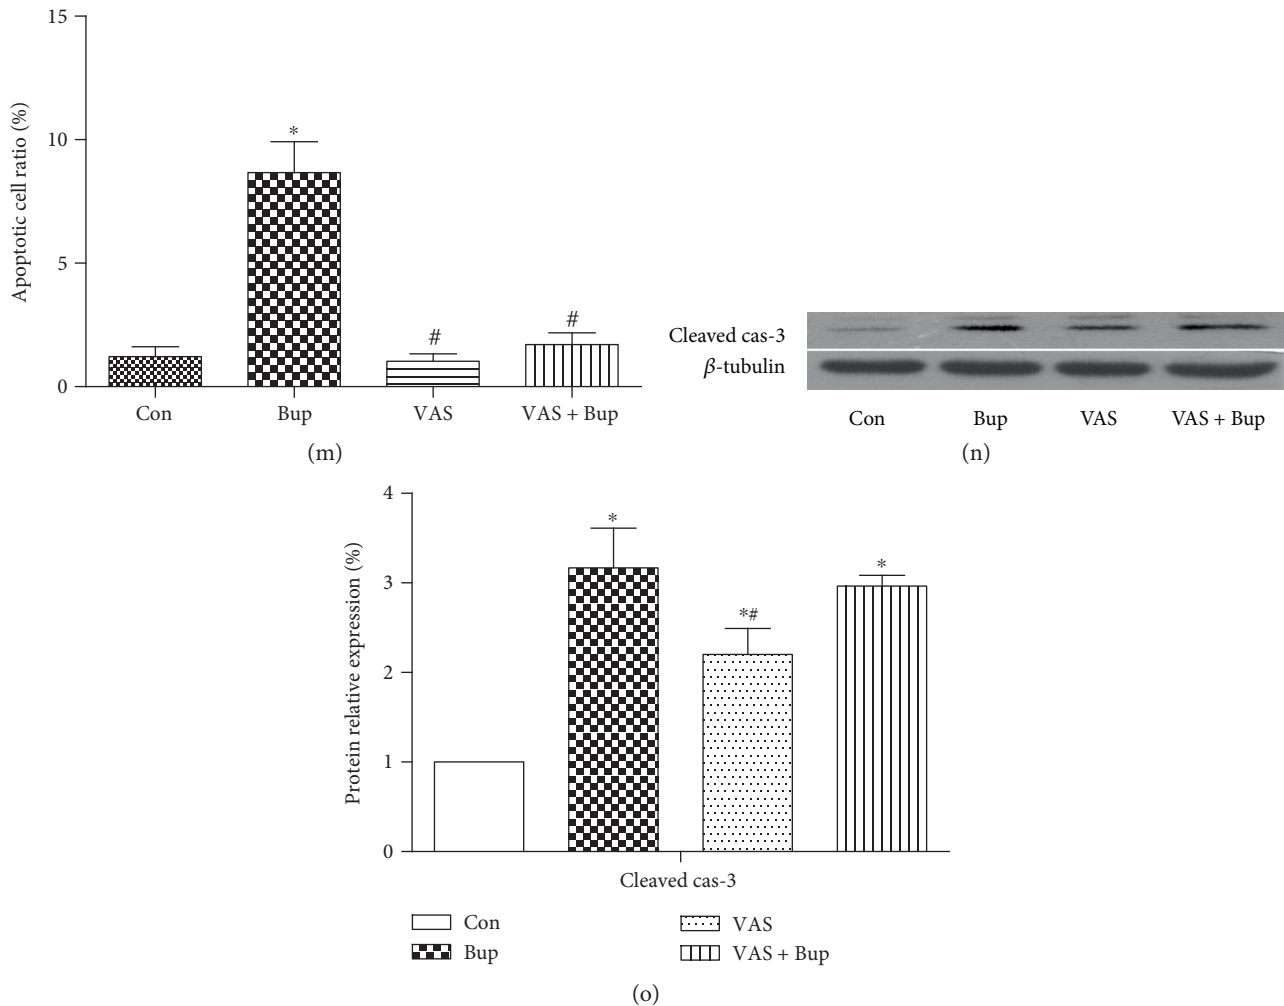 15
10
5
0
Apoptotic cell ratio (%)
*
#
#
Con Bup VAS VAS + Bup
(m)
Cleaved cas-3
β-tubulin
Con Bup VAS VAS + Bup
(n)
4
3
2
1
0
Protein relative expression (%)
*
*#
*
Cleaved cas-3
Con
Bup
VAS
VAS + Bup
(o)